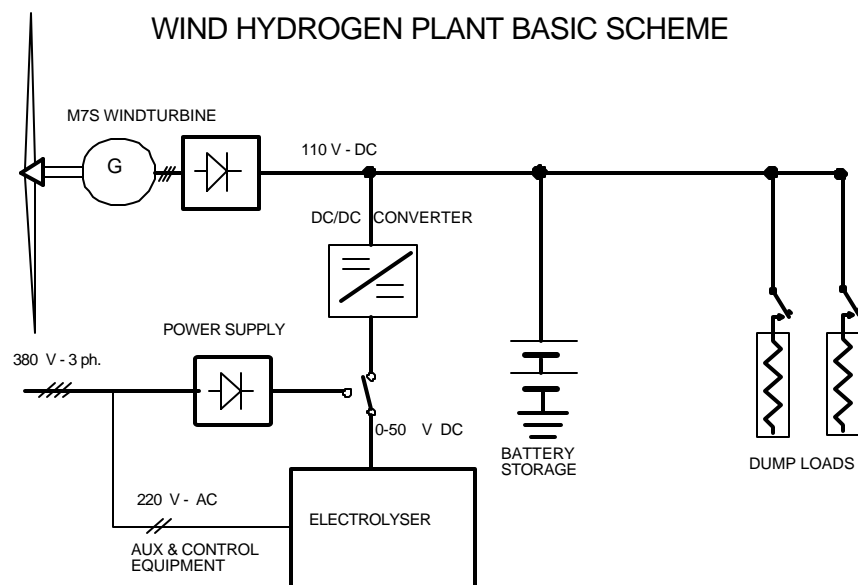 WIND HYDROGEN PLANT BASIC SCHEME
M7S WINDTURBINE
G
110 V - DC
DC/DC CONVERTER
POWER SUPPLY
380 V - 3 ph.
0-50 V DC
BATTERY
STORAGE
DUMP LOADS
220 V - AC
ELECTROLYSER
AUX & CONTROL
EQUIPMENT